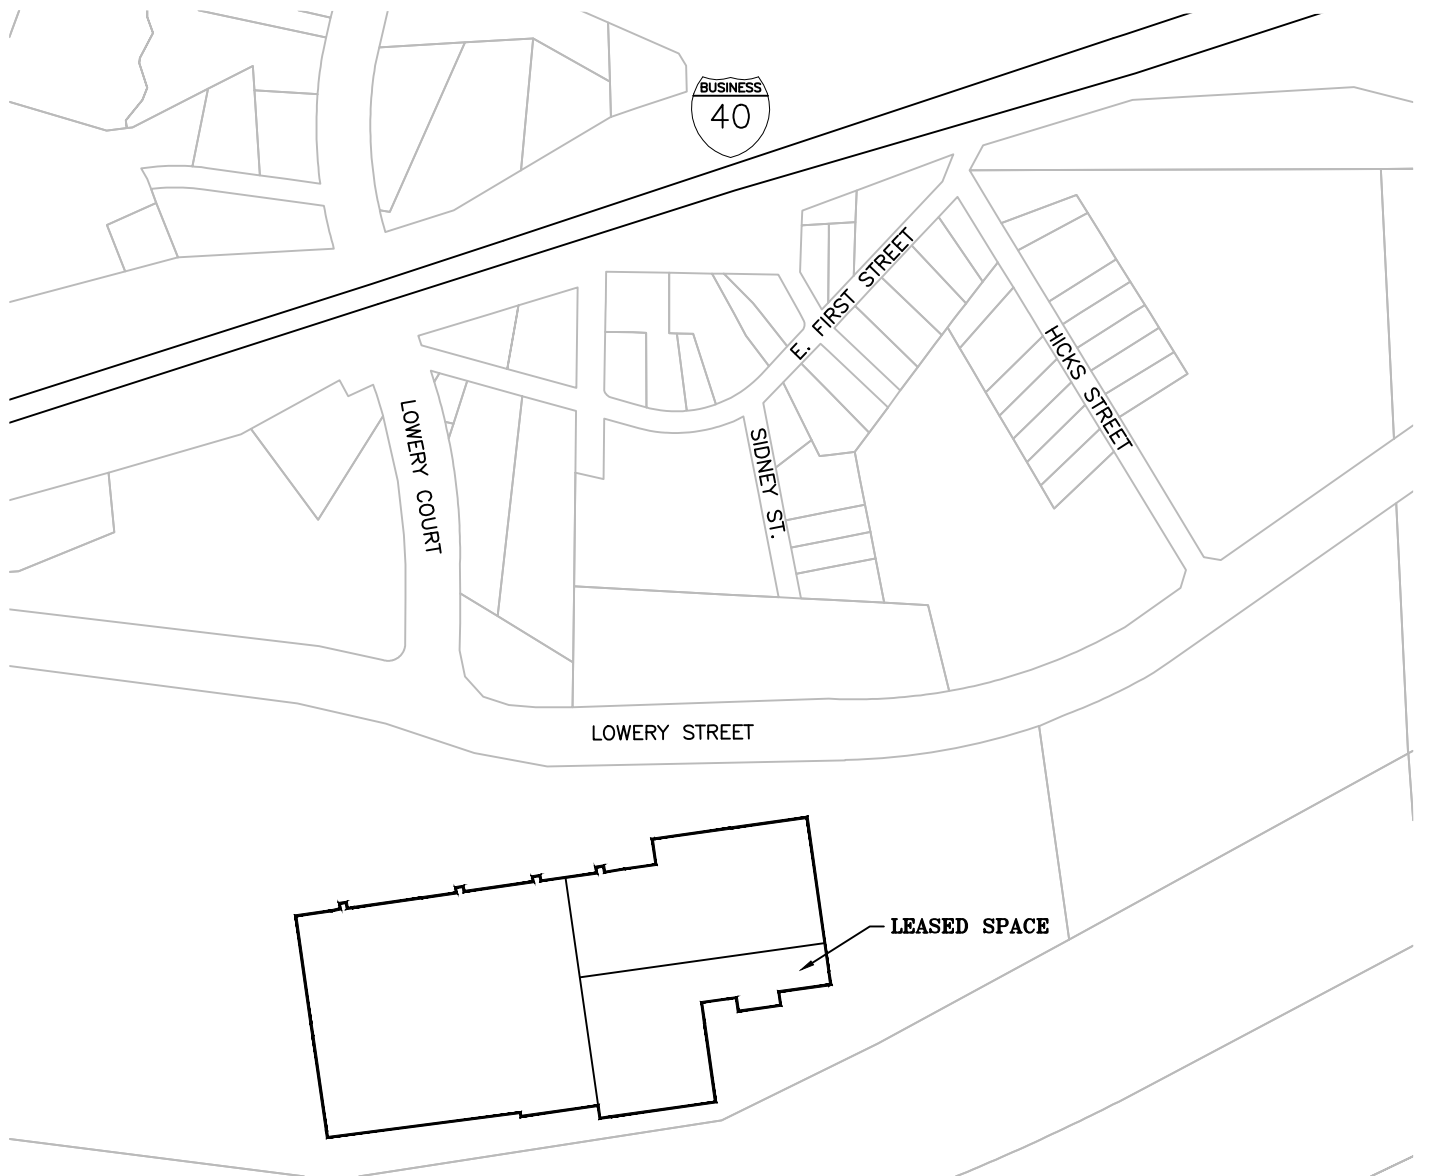 BUSINESS
40
E. FIRST STREET
HICKS STREET
LOWERY COURT
SIDNEY ST.
LOWERY STREET
LEASED SPACE